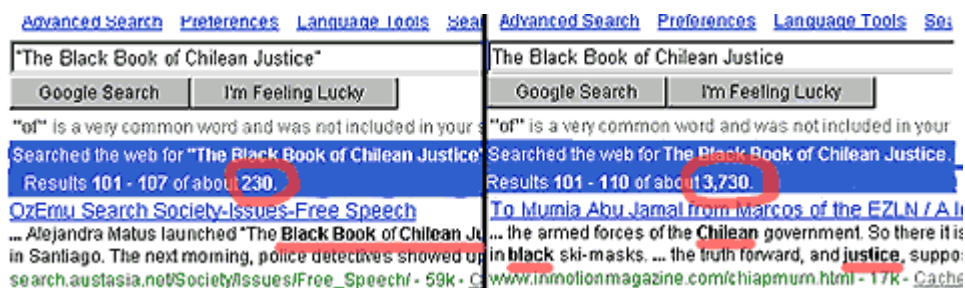 Advanced Search Preferences Language Tools
"The Black Book of Chilean Justice"
Google Search I'm Feeling Lucky
"of" is a very common word and was not included in your
Searched the web for "The Black Book of Chilean Justice"
Results 101 - 107 of about 230.
OzEmu Search Society-Issues-Free Speech
... Alejandra Matus launched "The Black Book of Chilean
in Santiago. The next morning, police detectives showed up
search.austasia.net/Society/Issues/Free_Speech/ - 59k -
Advanced Search Preferences Language Tools
The Black Book of Chilean Justice
Google Search I'm Feeling Lucky
"of" is a very common word and was not included in your
Searched the web for The Black Book of Chilean Justice.
Results 101 - 110 of about 3,730.
To Mumia Abu Jamal from Marcos of the EZLN / A
... the armed forces of the Chilean government. So there it is
in black ski-masks. ... the truth forward, and justice,
www.inmotionmagazine.com/chiapmum.html - 17k - Cache